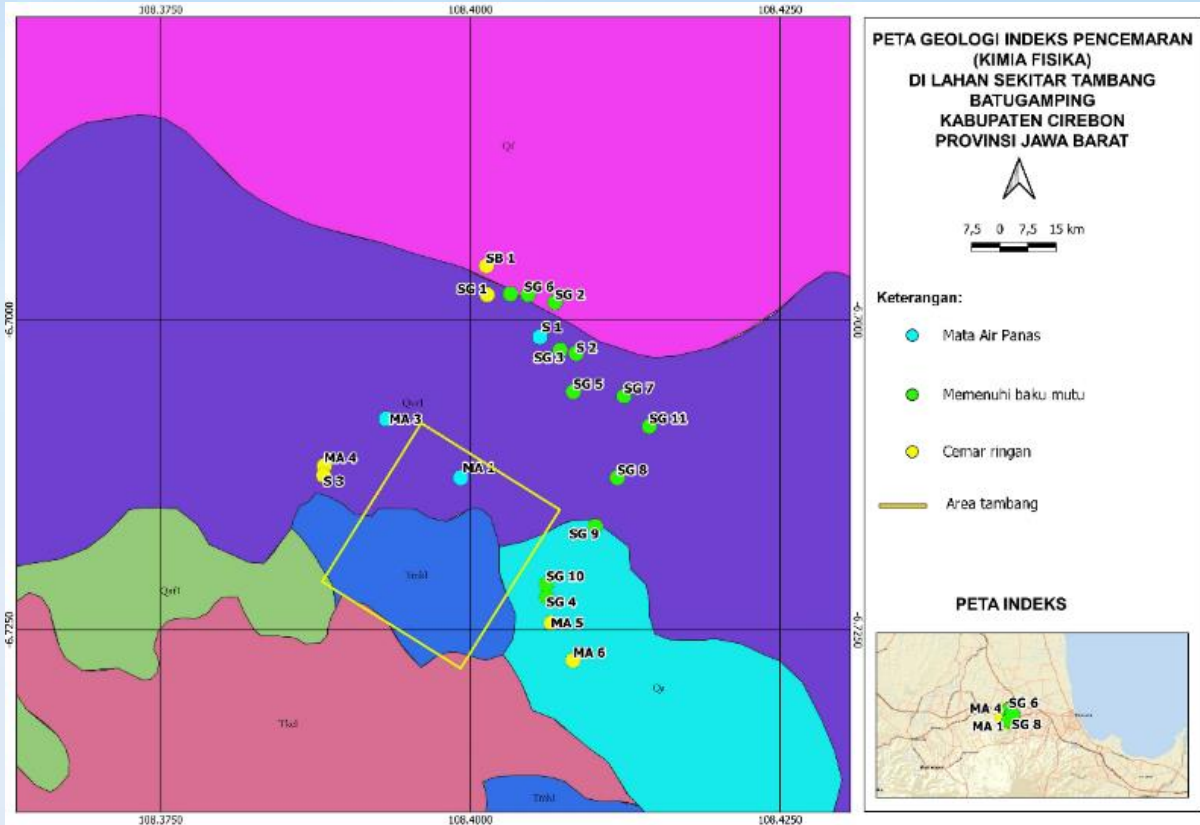 108.3750
108.4000
108.4250
Qf
SB 1
SG 1
SG 6
SG 2
-6.7000
-6.7000
S 1
SG 3
S 2
SG 5
SG 7
SG 11
MA 3
MA 4
S 3
MA 1
SG 8
SG 9
SG 10
SG 4
MA 5
MA 6
-6.7250
-6.7250
108.3750
108.4000
108.4250
PETA GEOLOGI INDEKS PENCEMARAN
(KIMIA FISIKA)
DI LAHAN SEKITAR TAMBANG
BATUGAMPING
KABUPATEN CIREBON
PROVINSI JAWA BARAT
7,5 0 7,5 15 km
Keterangan:
Mata Air Panas
Memenuhi baku mutu
Cemar ringan
Area tambang
PETA INDEKS
MA 4
SG 6
MA 1
SG 8